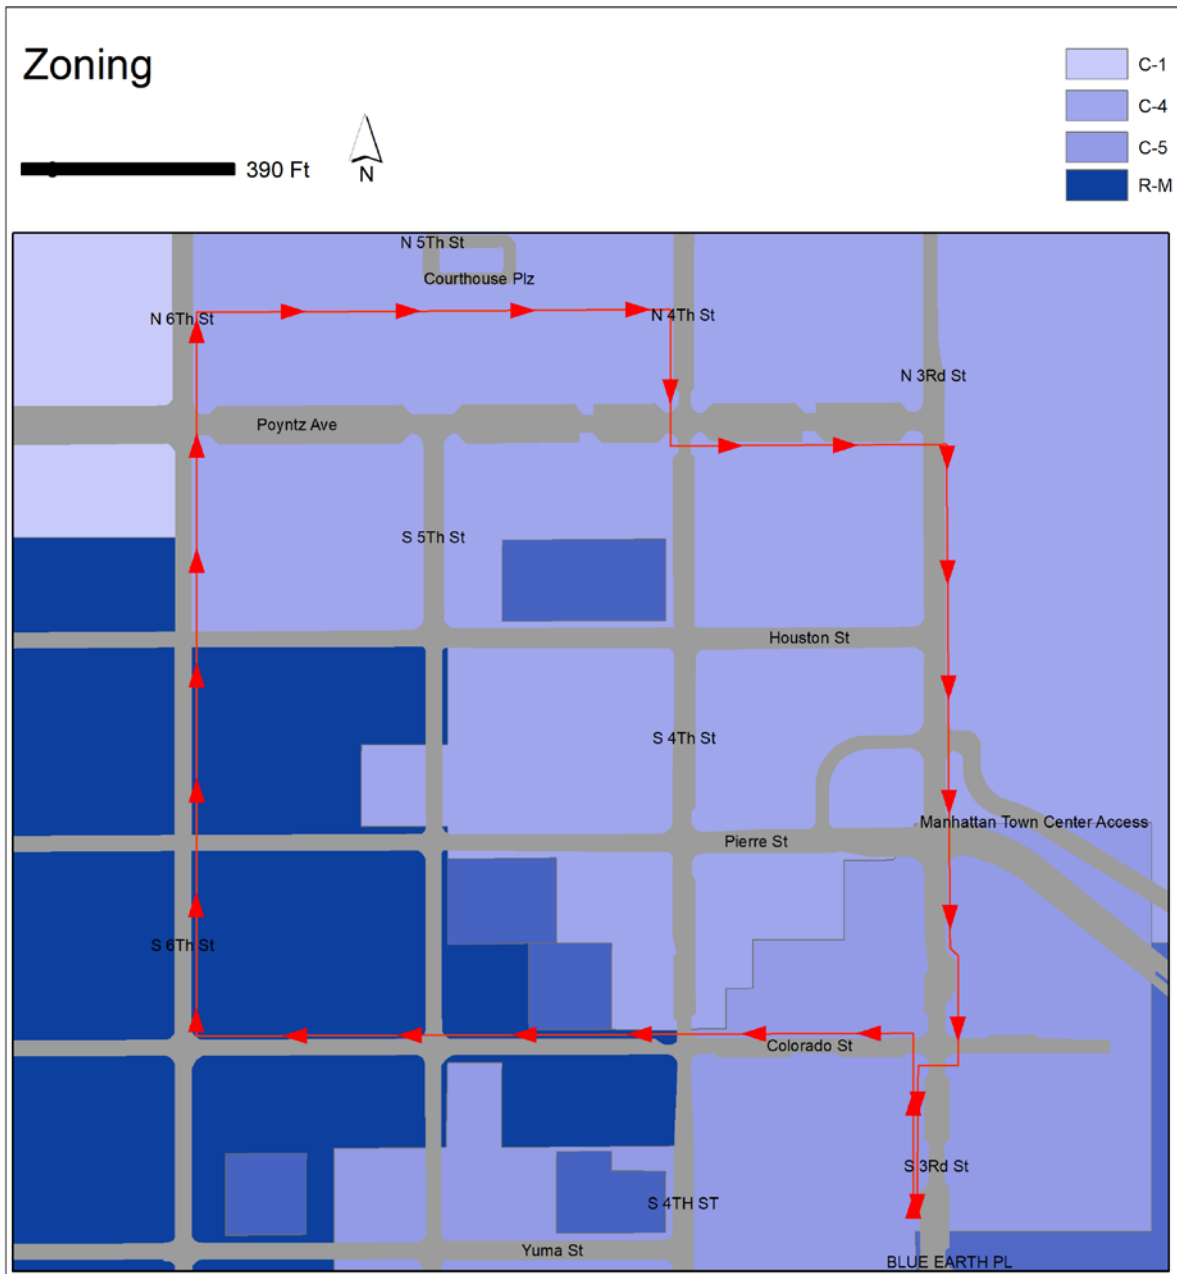 Zoning
C-1
C-4
C-5
R-M
390 Ft
N
N 5Th St
Courthouse Plz
N 6Th St
N 4Th St
N 3Rd St
Poyntz Ave
S 5Th St
Houston St
S 4Th St
Manhattan Town Center Access
Pierre St
S 6Th St
Colorado St
S 3Rd St
S 4TH ST
Yuma St
BLUE EARTH PL